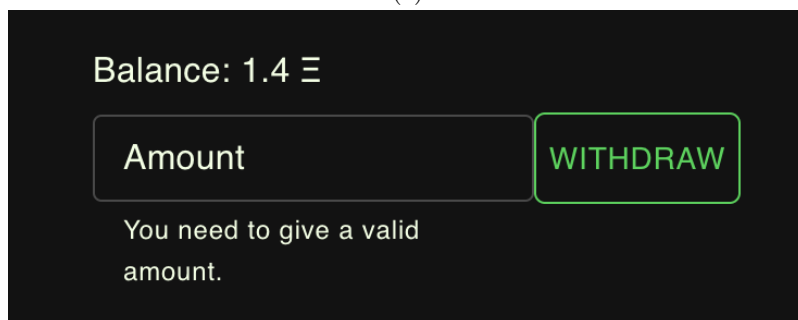 Balance: 1.4 Ξ
Amount
WITHDRAW
You need to give a valid
amount.